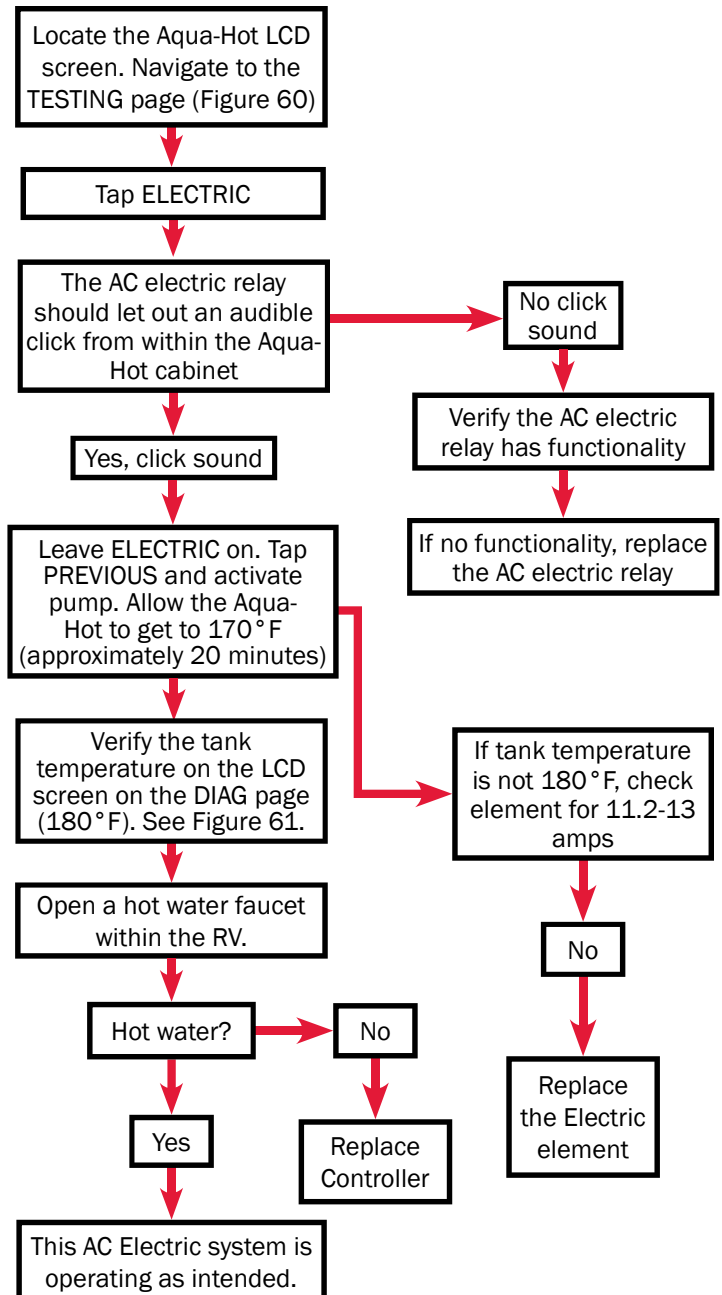 Locate the Aqua-Hot LCD
screen. Navigate to the
TESTING page (Figure 60)
Tap ELECTRIC
The AC electric relay
should let out an audible
click from within the Aqua-
Hot cabinet
No click
sound
Verify the AC electric
relay has functionality
If no functionality, replace
the AC electric relay
Yes, click sound
Leave ELECTRIC on. Tap
PREVIOUS and activate
pump. Allow the Aqua-
Hot to get to 170°F
(approximately 20 minutes)
Verify the tank
temperature on the LCD
screen on the DIAG page
(180°F). See Figure 61.
If tank temperature
is not 180°F, check
element for 11.2-13
amps
No
Replace
the Electric
element
Open a hot water faucet
within the RV.
Hot water?
No
Replace
Controller
Yes
This AC Electric system is
operating as intended.